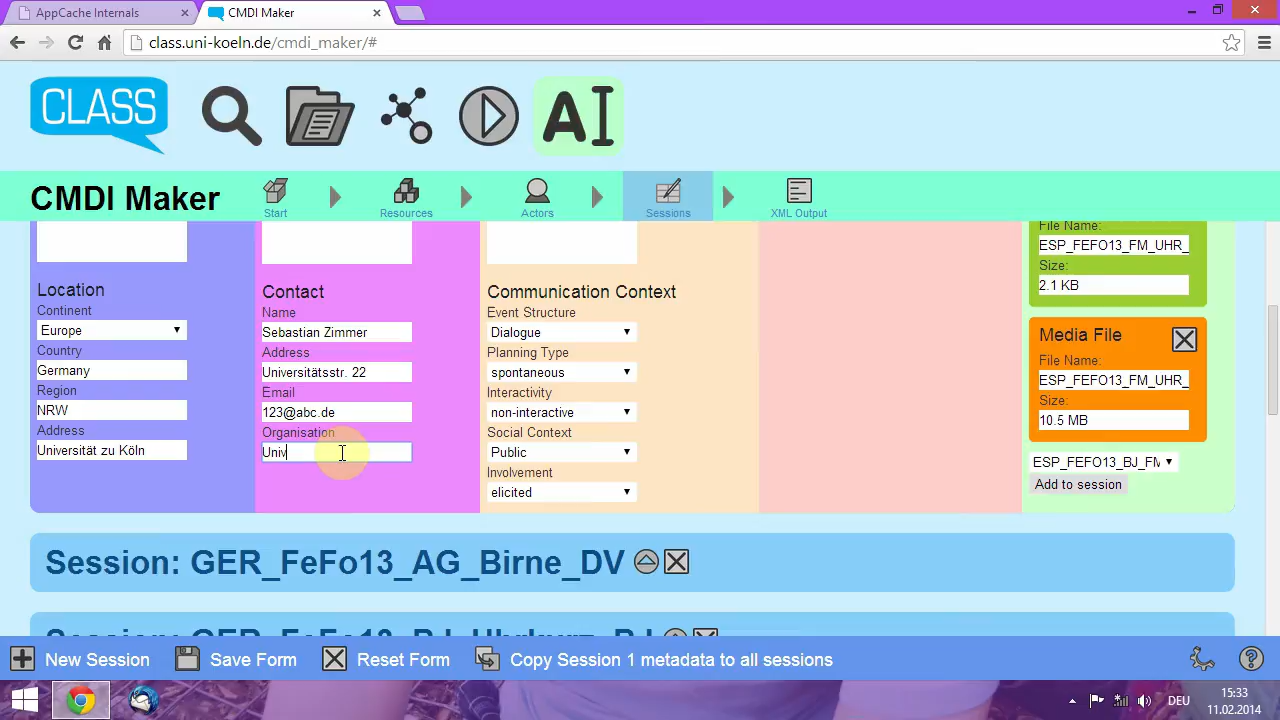 AppCache Internals
CMDI Maker
class.uni-koeln.de/cmdi_maker/#
CLASS
AI
CMDI Maker
Start
Resources
Actors
Sessions
XML Output
Location
Continent
Europe
Country
Germany
Region
NRW
Address
Universität zu Köln
Contact
Name
Sebastian Zimmer
Address
Universitätsstr. 22
Email
123@abc.de
Organisation
Univ
Communication Context
Event Structure
Dialogue
Planning Type
spontaneous
Interactivity
non-interactive
Social Context
Public
Involvement
elicited
File Name:
ESP_FEFO13_FM_UHR_
Size:
2.1 KB
Media File
File Name:
ESP_FEFO13_FM_UHR_
Size:
10.5 MB
ESP_FEFO13_BJ_FM
Add to session
Session: GER_FeFo13_AG_Birne_DV
New Session
Save Form
Reset Form
Copy Session 1 metadata to all sessions
DEU
15:33
11.02.2014